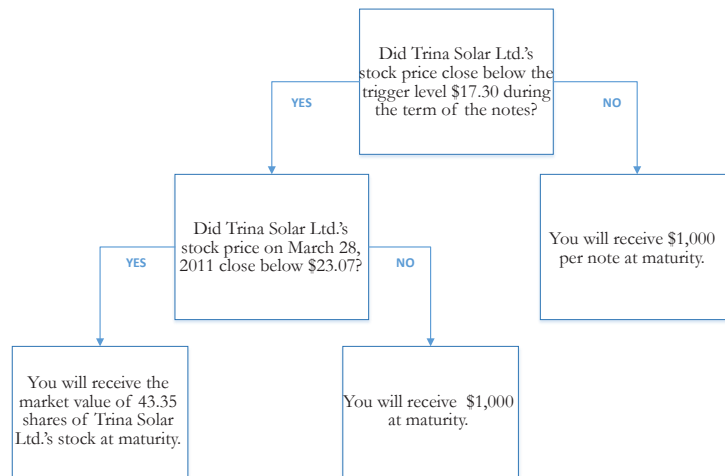 Did Trina Solar Ltd.'s
stock price close below the
trigger level $17.30 during
the term of the notes?
YES
NO
Did Trina Solar Ltd.'s
stock price on March 28,
2011 close below $23.07?
You will receive $1,000
per note at maturity.
YES
NO
You will receive the
market value of 43.35
shares of Trina Solar
Ltd.'s stock at maturity.
You will receive $1,000
at maturity.